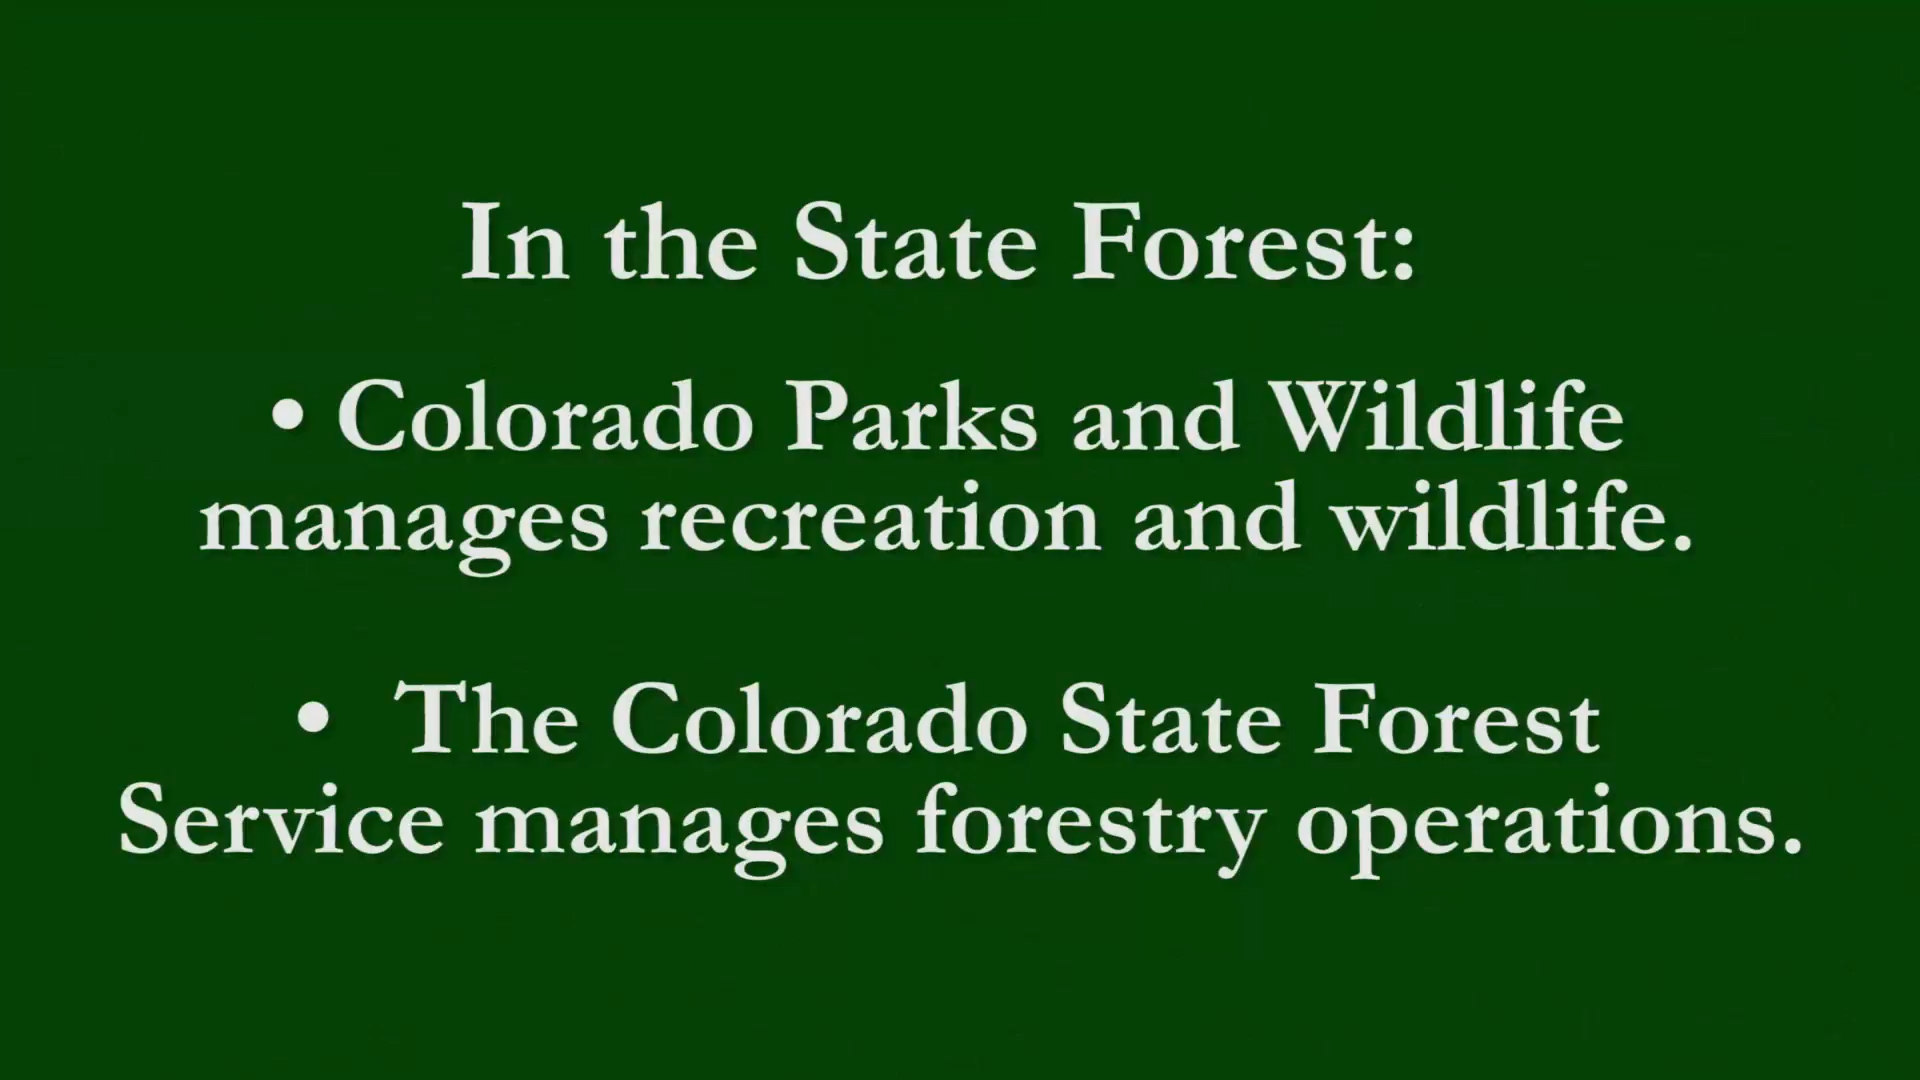 In the State Forest:
• Colorado Parks and Wildlife
manages recreation and wildlife.
• The Colorado State Forest
Service manages forestry operations.